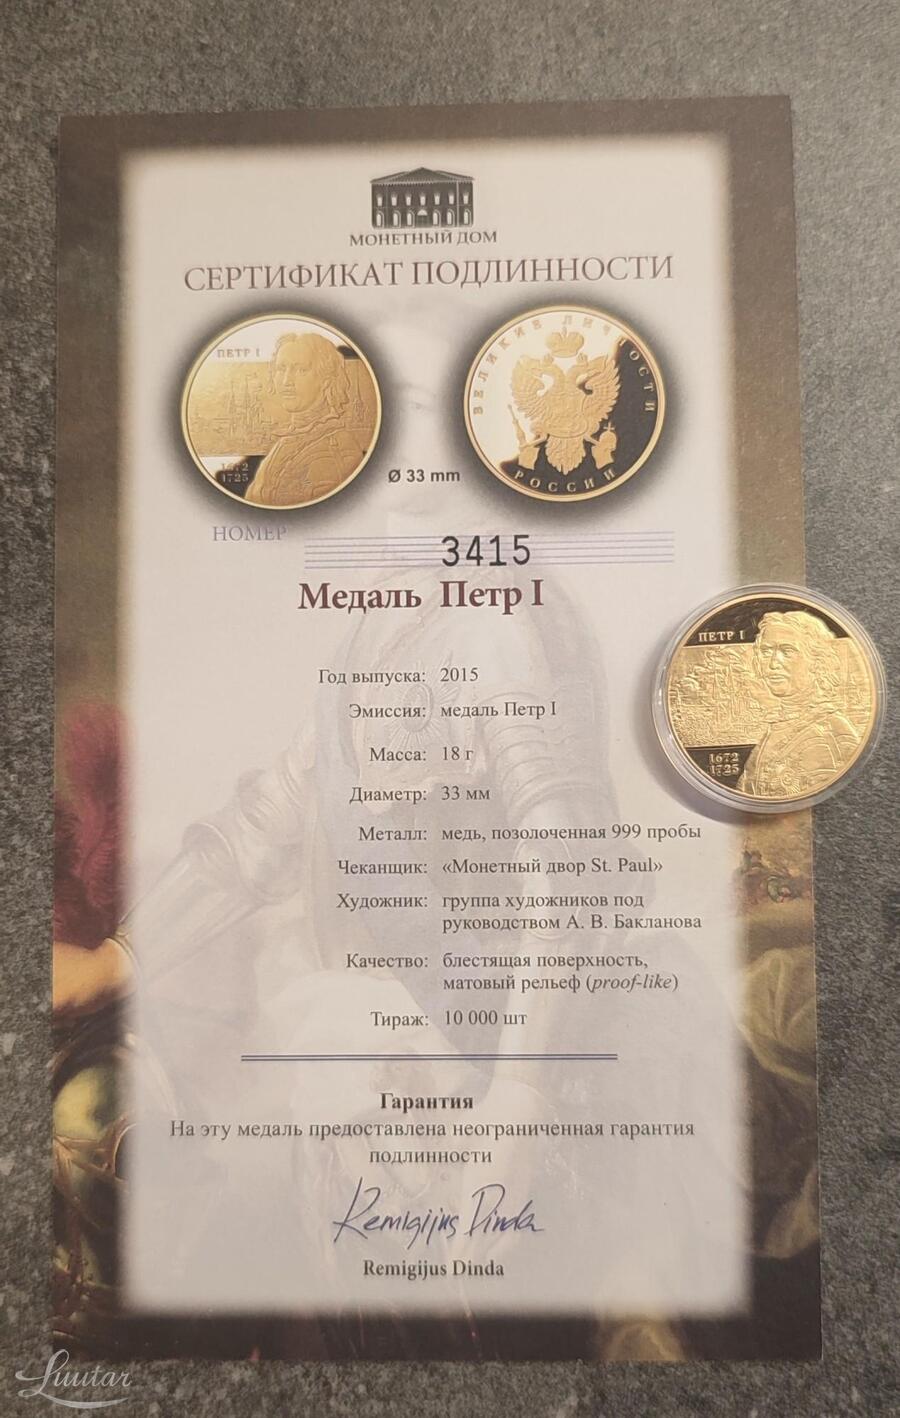 МОНЕТНЫЙ ДОМ
СЕРТИФИКАТ ПОДЛИННОСТИ
ПЕТР I
1672
1725
ВЕЛИКИЕ ЛИЧНОСТИ
РОССИИ
Ø 33 mm
НОМЕР
3415
Медаль Петр I
ПЕТР I
1672
1725
Год выпуска: 2015
Эмиссия: медаль Петр I
Масса: 18 г
Диаметр: 33 мм
Металл: медь, позолоченная 999 пробы
Чеканщик: «Монетный двор St. Paul»
Художник: группа художников под
руководством А. В. Бакланова
Качество: блестящая поверхность,
матовый рельеф (proof-like)
Тираж: 10 000 шт
Гарантия
На эту медаль предоставлена неограниченная гарантия
подлинности
Remigijus Dinda
Remigijus Dinda
Luutar